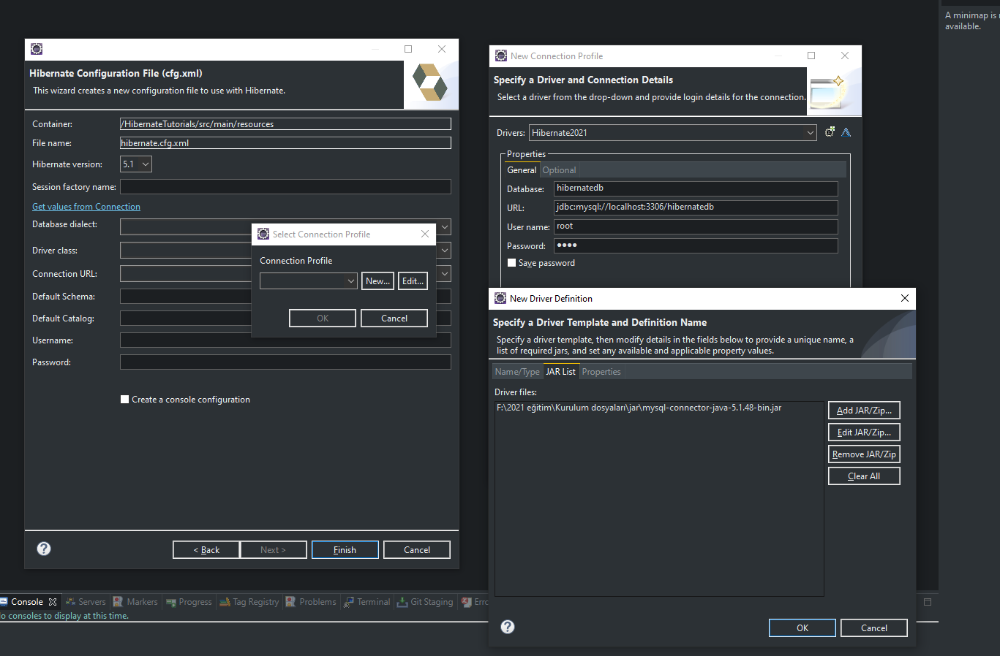 A minimap is
available.
Hibernate Configuration File (cfg.xml)
This wizard creates a new configuration file to use with Hibernate.
Container: /HibernateTutorials/src/main/resources
File name: hibernate.cfg.xml
Hibernate version: 5.1
Session factory name:
Get values from Connection
Database dialect:
Driver class:
Connection URL:
Default Schema:
Default Catalog:
Username:
Password:
Create a console configuration
< Back Next > Finish Cancel
Select Connection Profile
Connection Profile
New... Edit...
OK Cancel
New Connection Profile
Specify a Driver and Connection Details
Select a driver from the drop-down and provide login details for the connection.
Drivers: Hibernate2021
Properties
General Optional
Database: hibernatedb
URL: jdbc:mysql://localhost:3306/hibernatedb
User name: root
Password: ●●●●
Save password
New Driver Definition
Specify a Driver Template and Definition Name
Specify a driver template, then modify details in the fields below to provide a unique name, a
list of required jars, and set any available and applicable property values.
Name/Type JAR List Properties
Driver files:
F:\2021 eğitim\Kurulum dosyaları\jar\mysql-connector-java-5.1.48-bin.jar
Add JAR/Zip...
Edit JAR/Zip...
Remove JAR/Zip
Clear All
OK Cancel
Console Servers Markers Progress Tag Registry Problems Terminal Git Staging
consoles to display at this time.